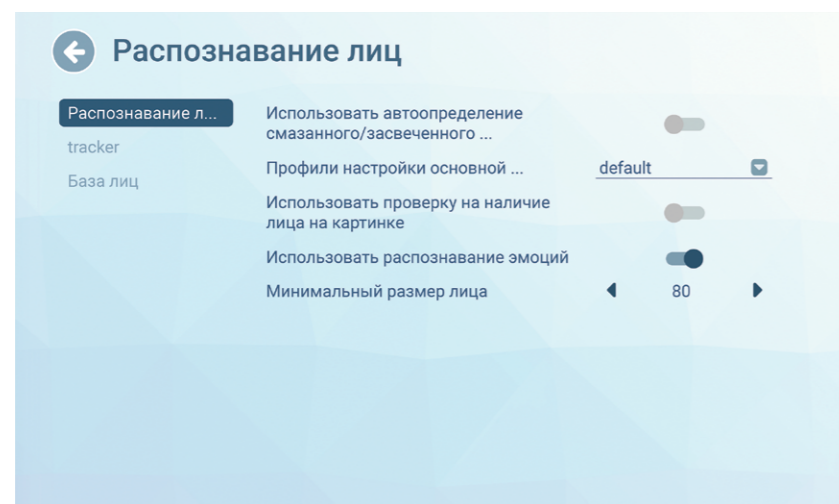 Распознавание лиц
Распознавание л...
tracker
База лиц
Использовать автоопределение
смазанного/засвеченного ...
Профили настройки основной ...
default
Использовать проверку на наличие
лица на картинке
Использовать распознавание эмоций
Минимальный размер лица
80